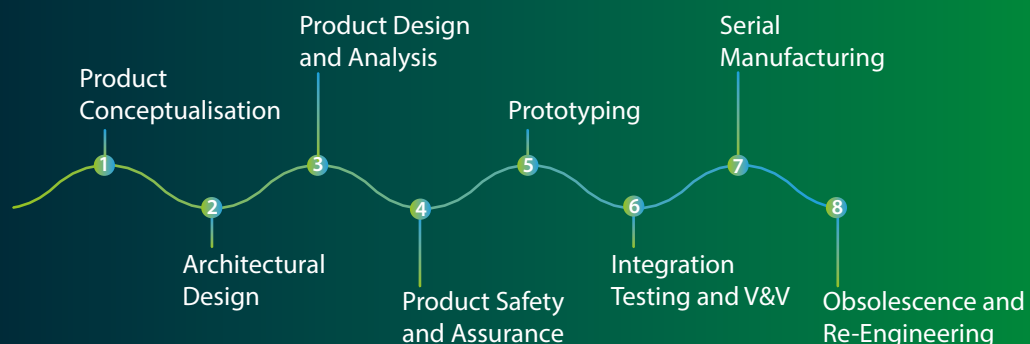 1
Product
Conceptualisation
2
Architectural
Design
3
Product Design
and Analysis
4
Product Safety
and Assurance
5
Prototyping
6
Integration
Testing and V&V
7
Serial
Manufacturing
8
Obsolescence and
Re-Engineering